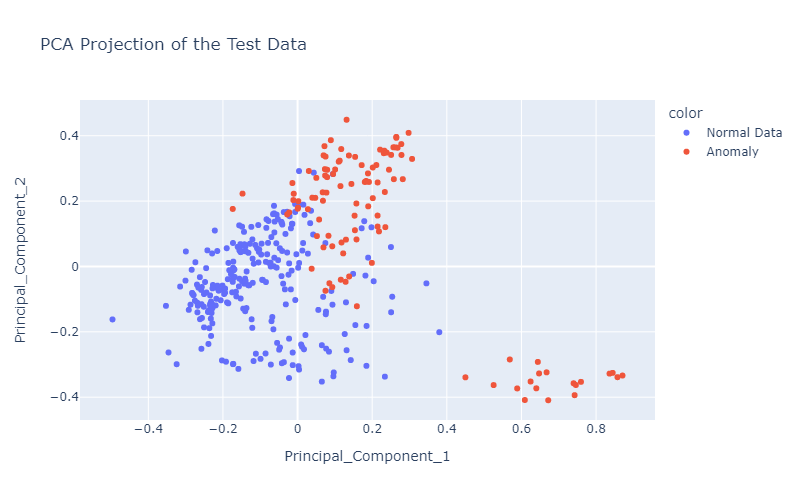 PCA Projection of the Test Data
color
Normal Data
Anomaly
Principal_Component_2
0.4
0.2
0
−0.2
−0.4
−0.4
−0.2
0
0.2
0.4
0.6
0.8
Principal_Component_1